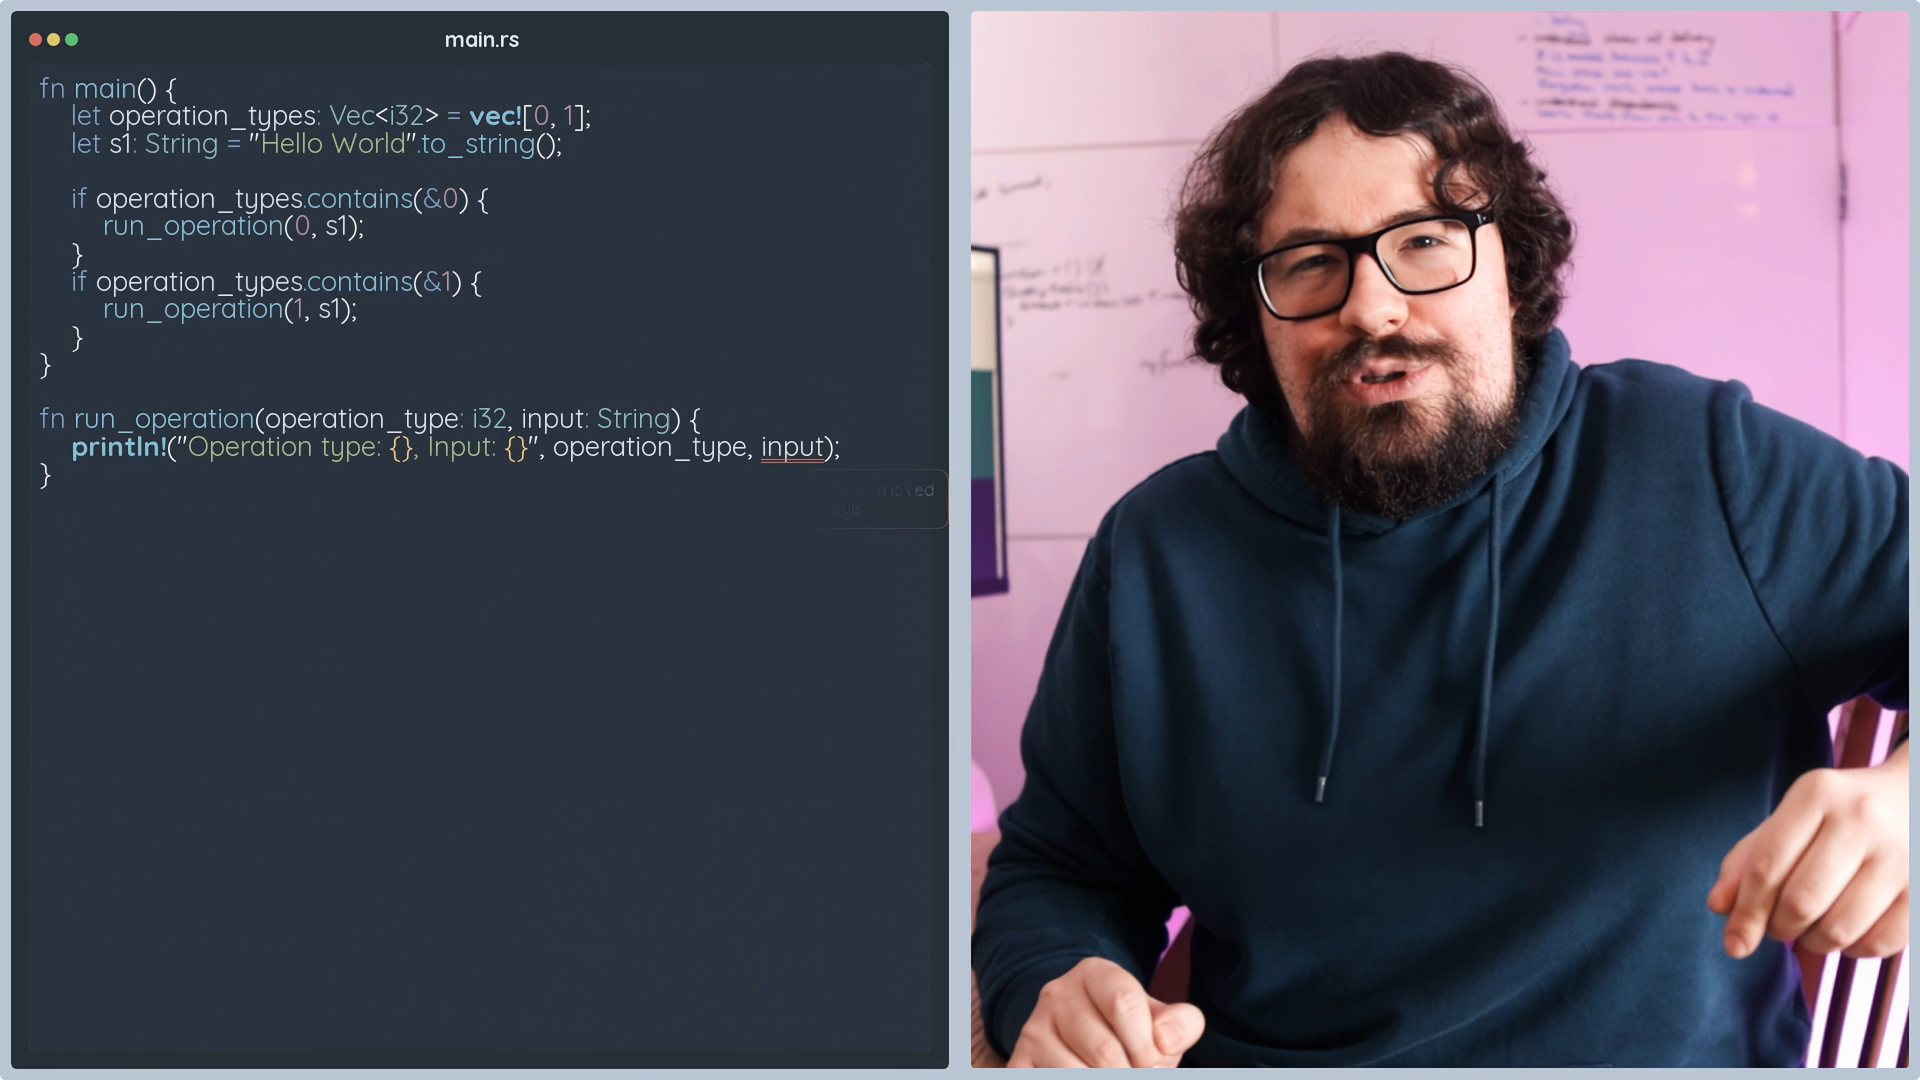 main.rs
fn main() {
    let operation_types: Vec<i32> = vec![0, 1];
    let s1: String = "Hello World".to_string();
    if operation_types.contains(&0) {
        run_operation(0, s1);
    }
    if operation_types.contains(&1) {
        run_operation(1, s1);
    }
}
fn run_operation(operation_type: i32, input: String) {
    println!("Operation type: {}, Input: {}", operation_type, input);
}